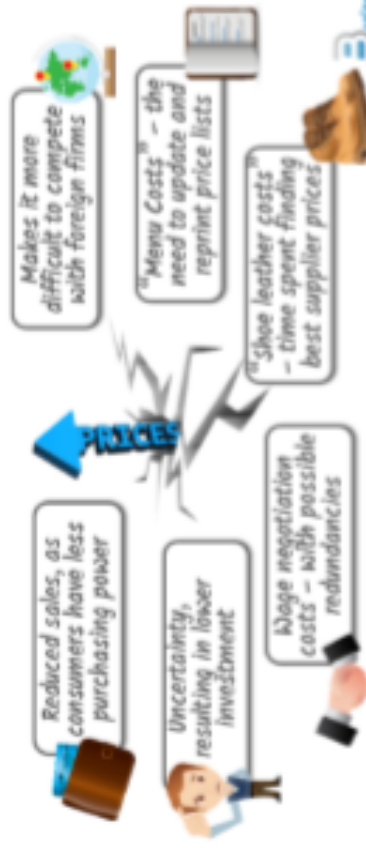 Reduced sales, as
consumers have less
purchasing power
Uncertainty,
resulting in lower
investment
Wage negotiation
costs – with possible
redundancies
PRICES
Makes it more
difficult to compete
with foreign firms
"Menu Costs" – the
need to update and
reprint price lists
"Shoe leather costs"
– time spent finding
best supplier prices